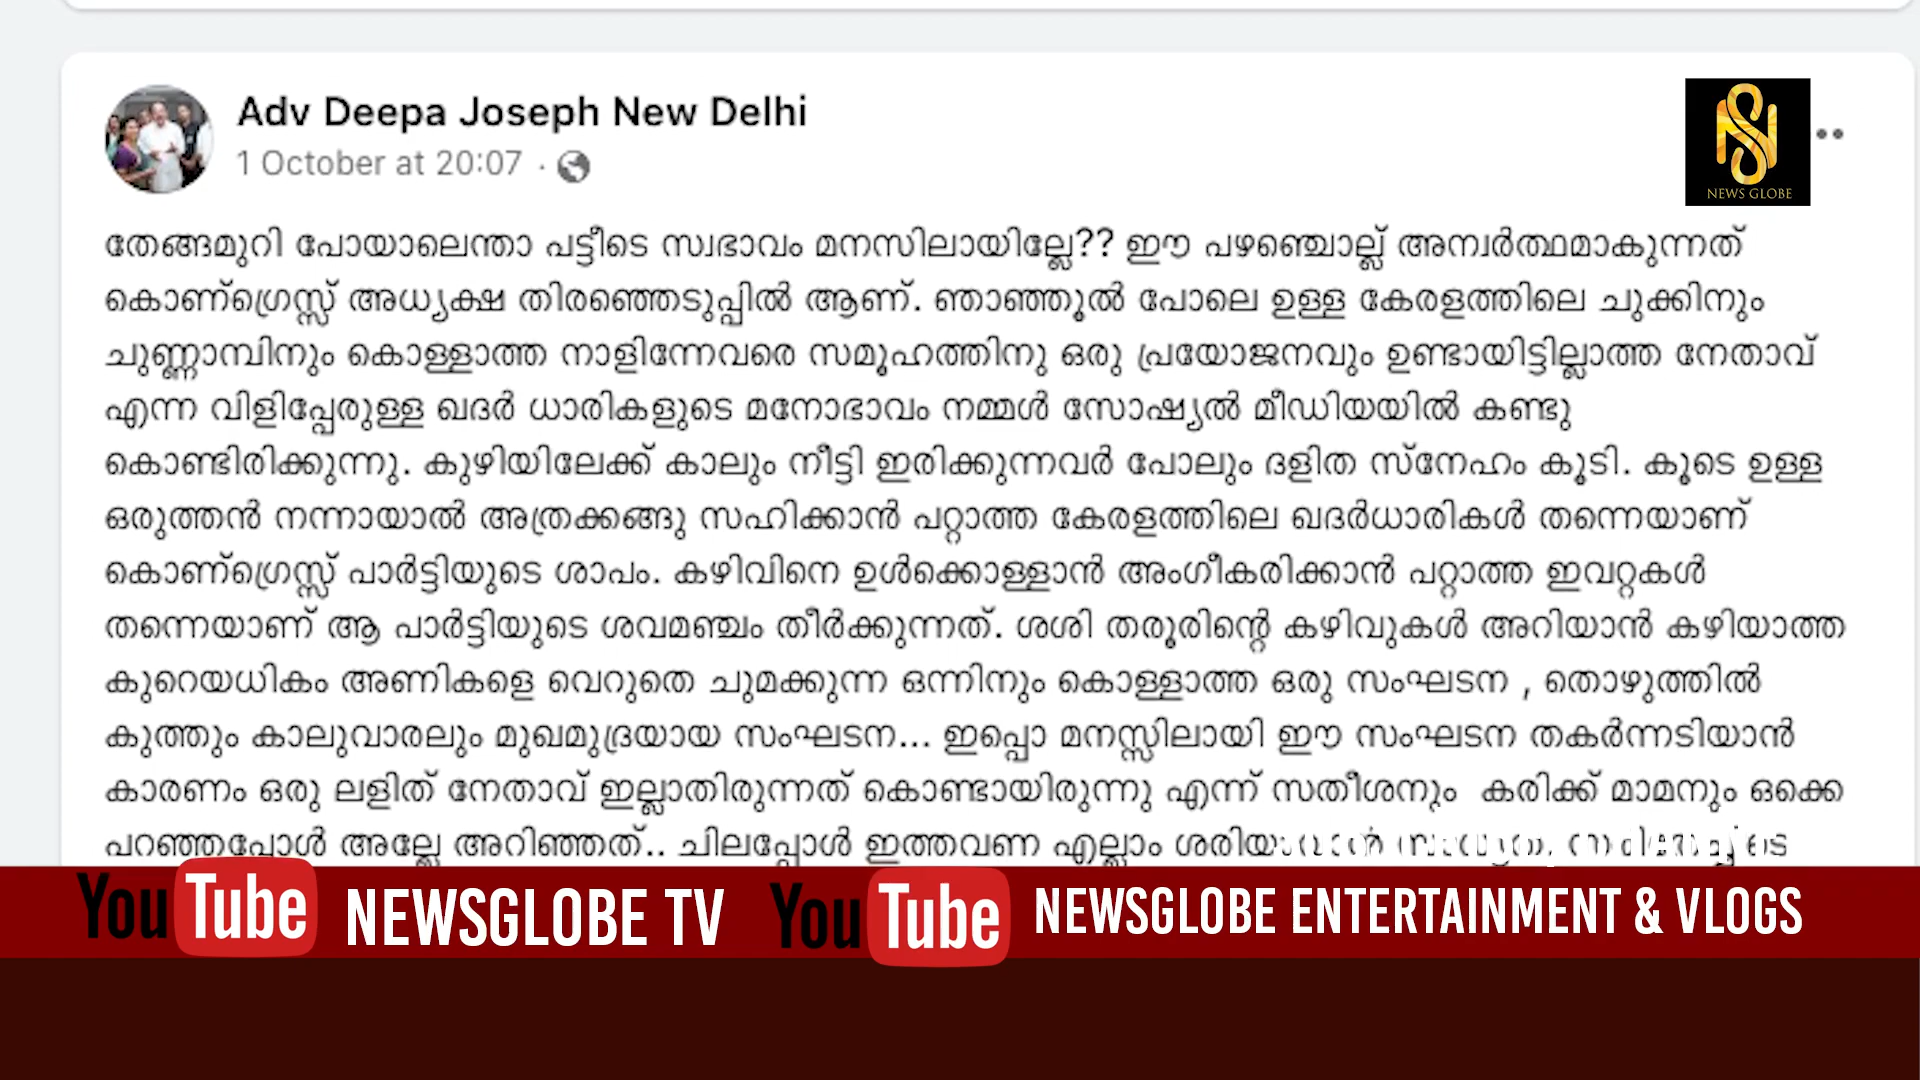 Adv Deepa Joseph New Delhi
1 October at 20:07 ·
NEWS GLOBE
തേങ്ങമുറി പോയാലെന്താ പട്ടീടെ സ്വഭാവം മനസിലായില്ലേ?? ഈ പഴഞ്ചൊല്ല് അന്വർത്ഥമാകുന്നത്
കൊണ്ഗ്രെസ്സ് അധ്യക്ഷ തിരഞ്ഞെടുപ്പിൽ ആണ്. ഞാഞ്ഞൂൽ പോലെ ഉള്ള കേരളത്തിലെ ചുക്കിനും
ചുണ്ണാമ്പിനും കൊള്ളാത്ത നാളിന്നേവരെ സമൂഹത്തിനു ഒരു പ്രയോജനവും ഉണ്ടായിട്ടില്ലാത്ത നേതാവ്
എന്ന വിളിപ്പേരുള്ള ഖദർ ധാരികളുടെ മനോഭാവം നമ്മൾ സോഷ്യൽ മീഡിയയിൽ കണ്ടു
കൊണ്ടിരിക്കുന്നു. കുഴിയിലേക്ക് കാലും നീട്ടി ഇരിക്കുന്നവർ പോലും ദളിത സ്നേഹം കൂടി. കൂടെ ഉള്ള
ഒരുത്തൻ നന്നായാൽ അത്രക്കങ്ങു സഹിക്കാൻ പറ്റാത്ത കേരളത്തിലെ ഖദർധാരികൾ തന്നെയാണ്
കൊണ്ഗ്രെസ്സ് പാർട്ടിയുടെ ശാപം. കഴിവിനെ ഉൾക്കൊള്ളാൻ അംഗീകരിക്കാൻ പറ്റാത്ത ഇവറ്റകൾ
തന്നെയാണ് ആ പാർട്ടിയുടെ ശവമഞ്ചം തീർക്കുന്നത്. ശശി തരൂരിന്റെ കഴിവുകൾ അറിയാൻ കഴിയാത്ത
കുറെയധികം അണികളെ വെറുതെ ചുമക്കുന്ന ഒന്നിനും കൊള്ളാത്ത ഒരു സംഘടന , തൊഴുത്തിൽ
കുത്തും കാലുവാരലും മുഖമുദ്രയായ സംഘടന... ഇപ്പൊ മനസ്സിലായി ഈ സംഘടന തകർന്നടിയാൻ
കാരണം ഒരു ലളിത് നേതാവ് ഇല്ലാതിരുന്നത് കൊണ്ടായിരുന്നു എന്ന് സതീശനും കരിക്ക് മാമനും ഒക്കെ
പറഞ്ഞപ്പോൾ അല്ലേ അറിഞ്ഞത്.. ചിലപ്പോൾ ഇത്തവണ എല്ലാം
YouTube NEWSGLOBE TV YouTube NEWSGLOBE ENTERTAINMENT & VLOGS